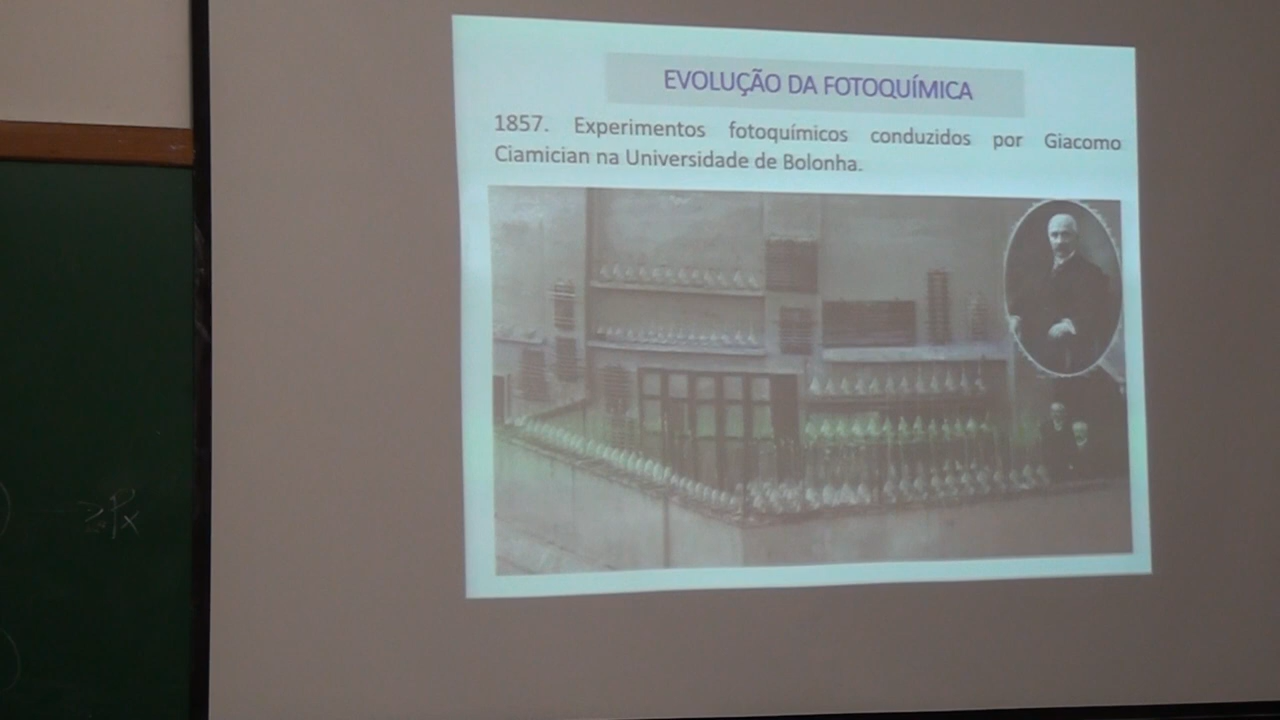 EVOLUÇÃO DA FOTOQUÍMICA
1857. Experimentos fotoquímicos conduzidos por Giacomo
Ciamician na Universidade de Bolonha.